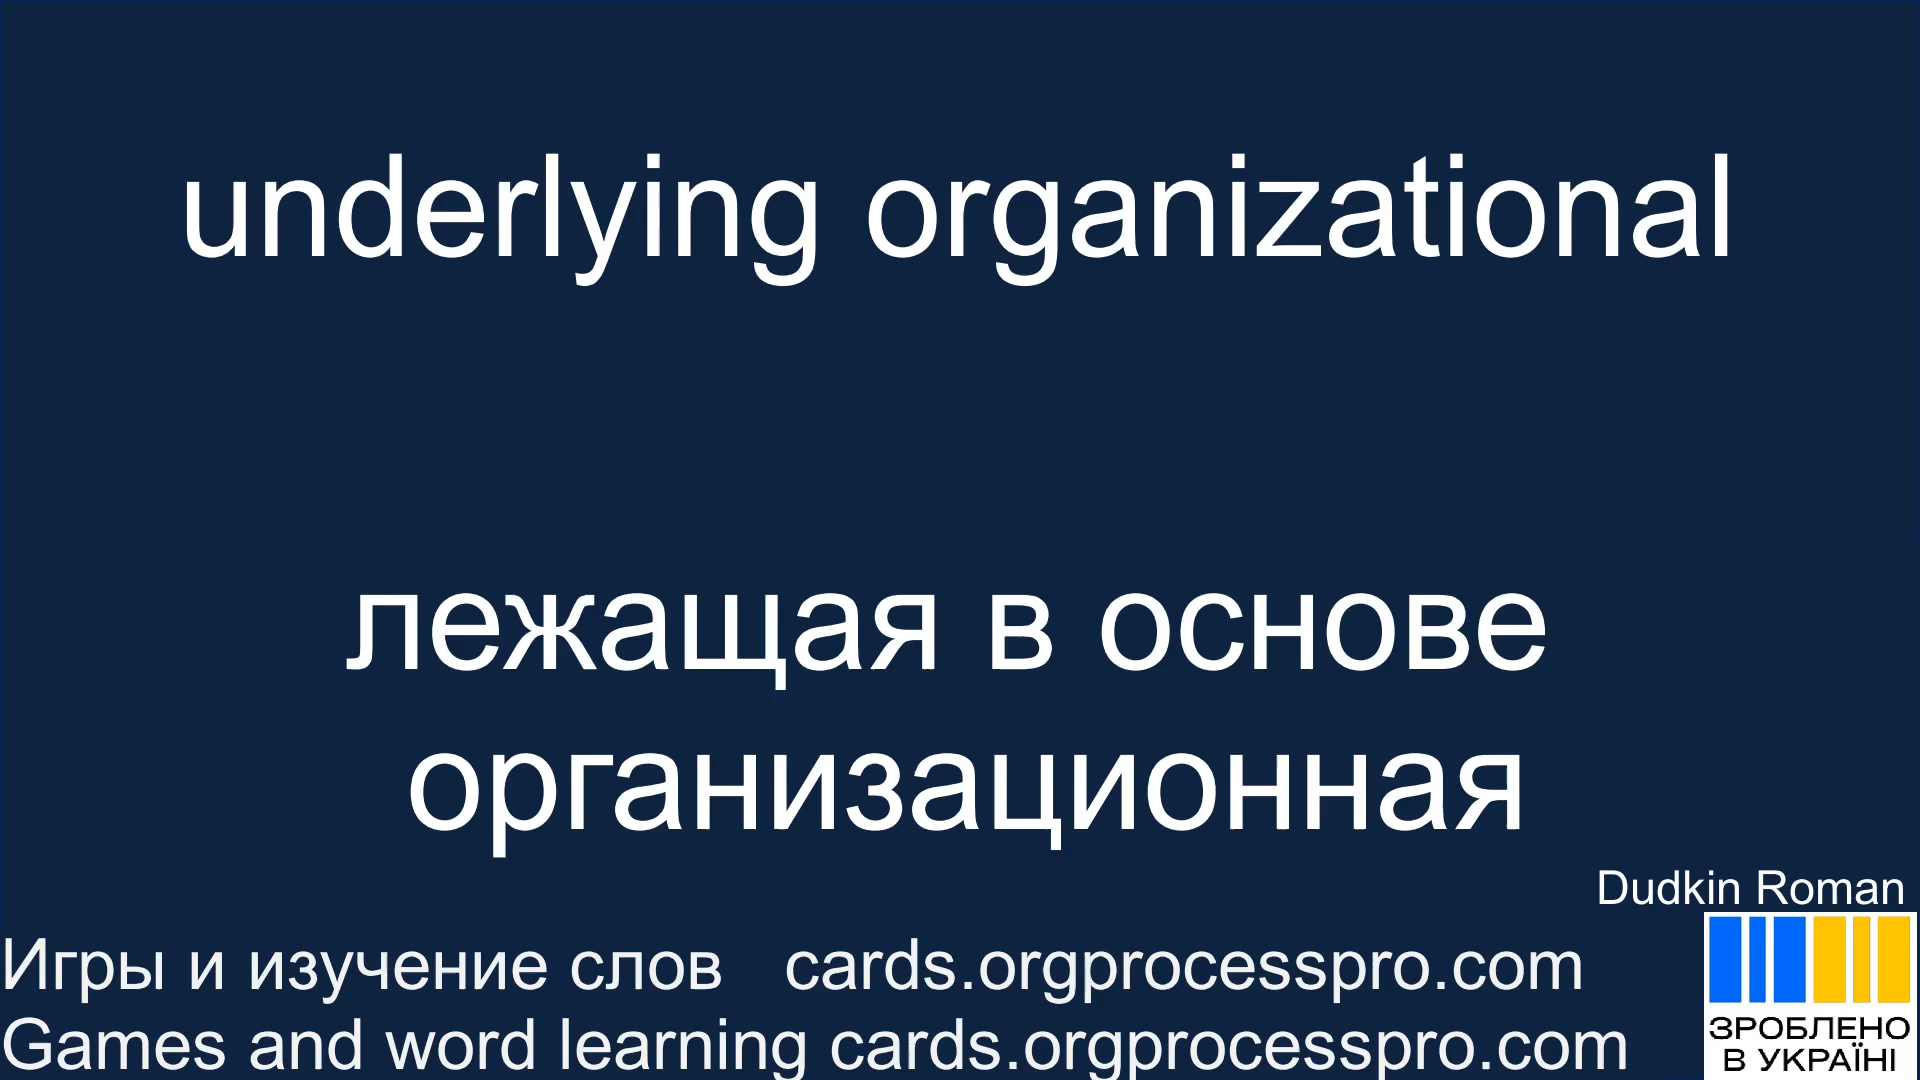 underlying organizational
лежащая в основе
организационная
Dudkin Roman
Игры и изучение слов cards.orgprocesspro.com
Games and word learning cards.orgprocesspro.com
ЗРОБЛЕНО
В УКРАЇНІ